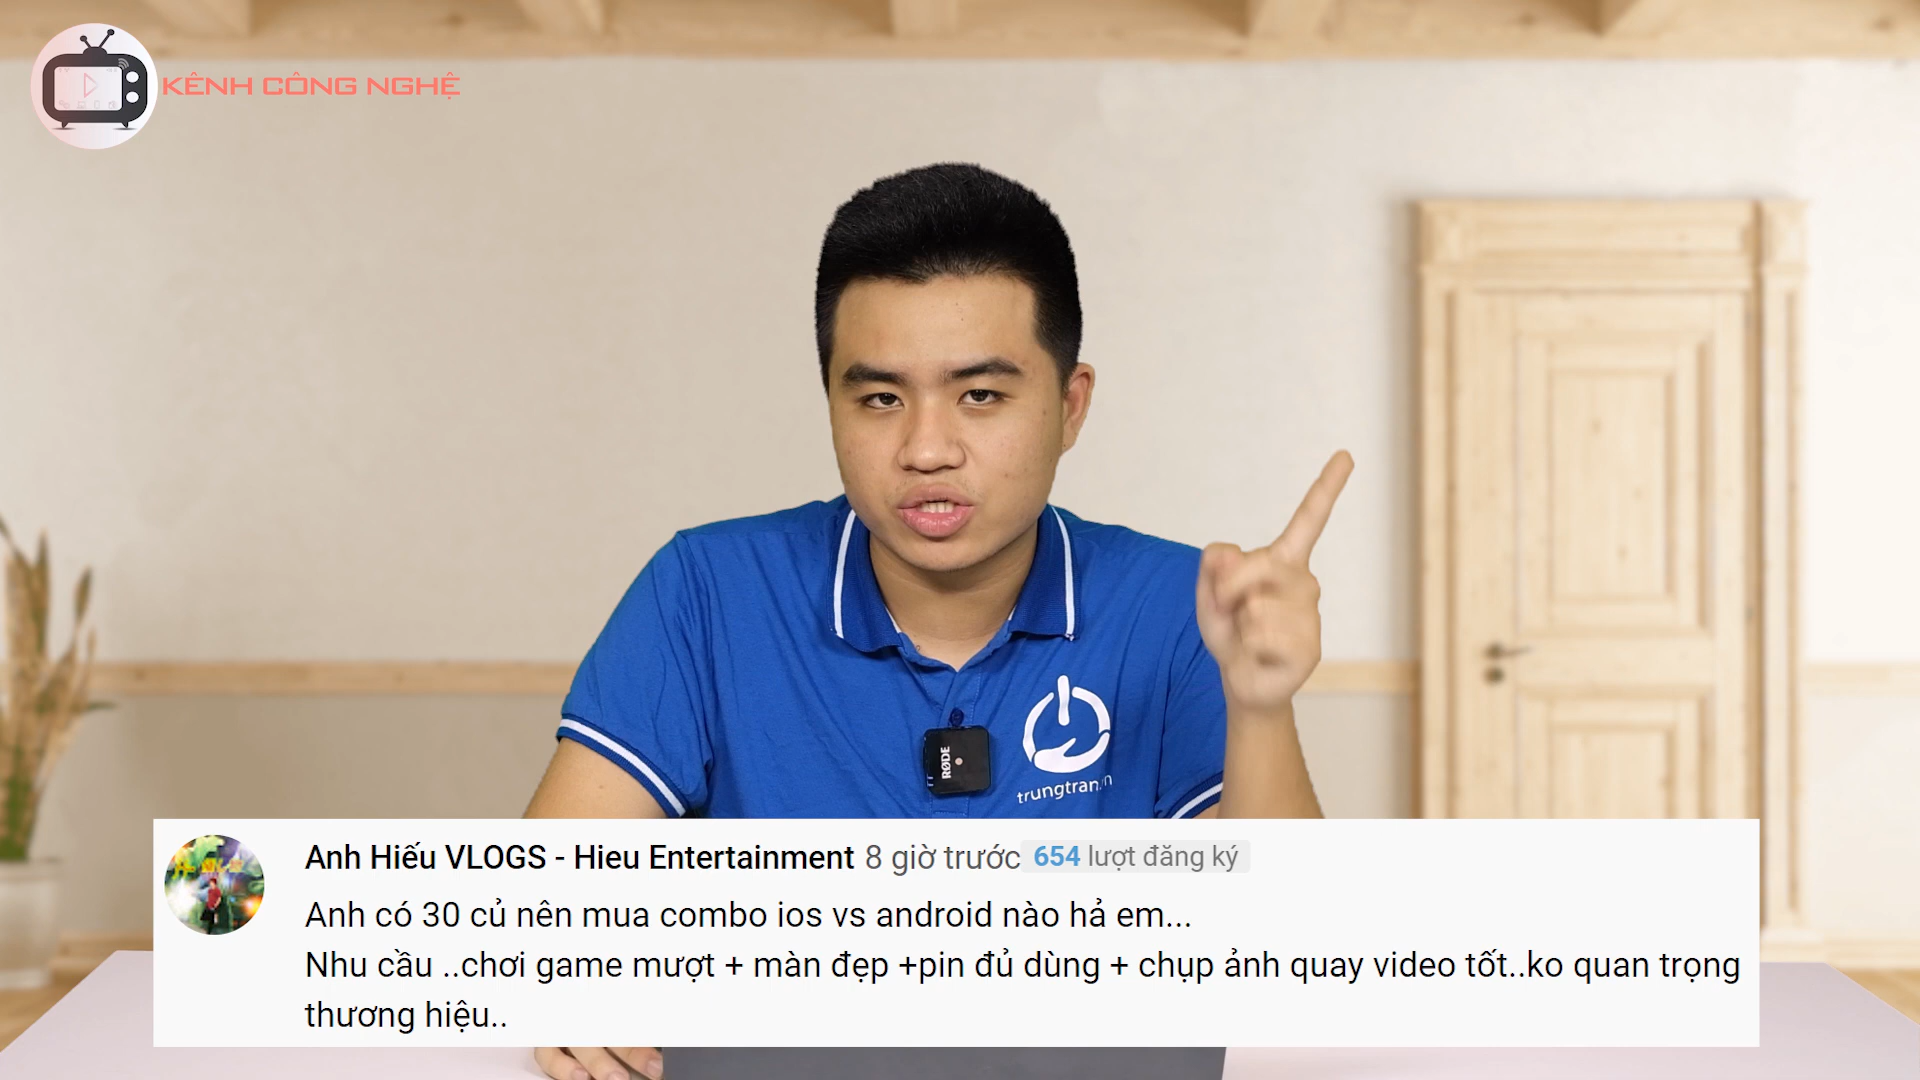 KÊNH CÔNG NGHỆ
RØDE
trungtran.vn
Anh Hiếu VLOGS - Hieu Entertainment 8 giờ trước 654 lượt đăng ký
Anh có 30 củ nên mua combo ios vs android nào hả em...
Nhu cầu ..chơi game mượt + màn đẹp +pin đủ dùng + chụp ảnh quay video tốt..ko quan trọng
thương hiệu..